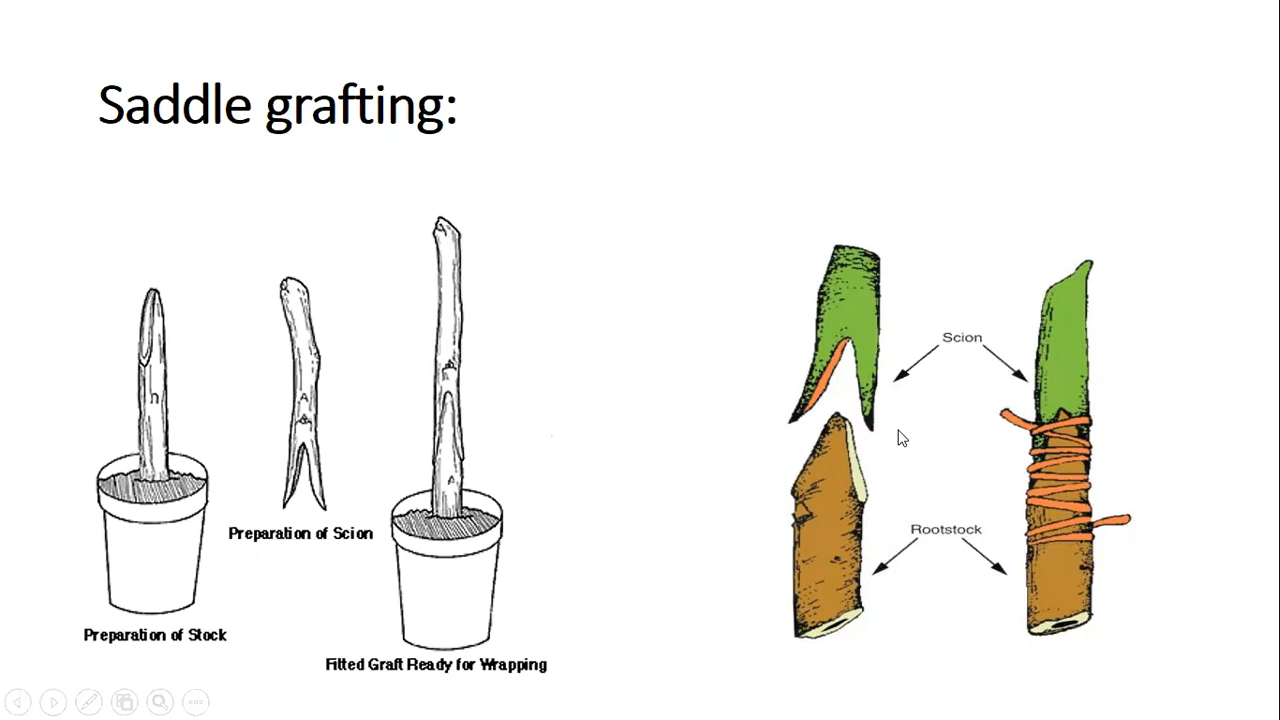 Saddle grafting:
Preparation of Stock
Preparation of Scion
Fitted Graft Ready for Wrapping
Scion
Rootstock